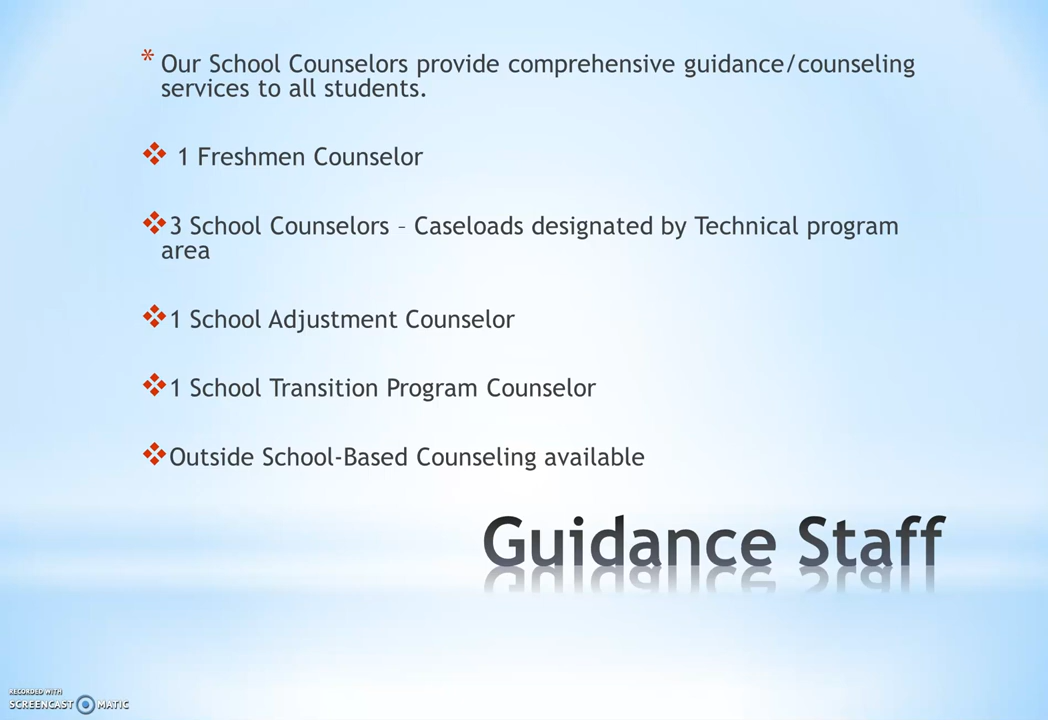 * Our School Counselors provide comprehensive guidance/counseling
services to all students.
❖ 1 Freshmen Counselor
❖3 School Counselors – Caseloads designated by Technical program
area
❖1 School Adjustment Counselor
❖1 School Transition Program Counselor
❖Outside School-Based Counseling available
Guidance Staff
RECORDED WITH
SCREENCAST MATIC